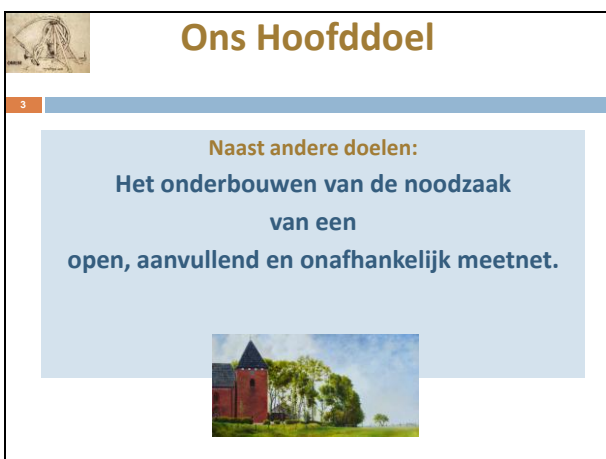 Ons Hoofddoel
3
Naast andere doelen:
Het onderbouwen van de noodzaak
van een
open, aanvullend en onafhankelijk meetnet.